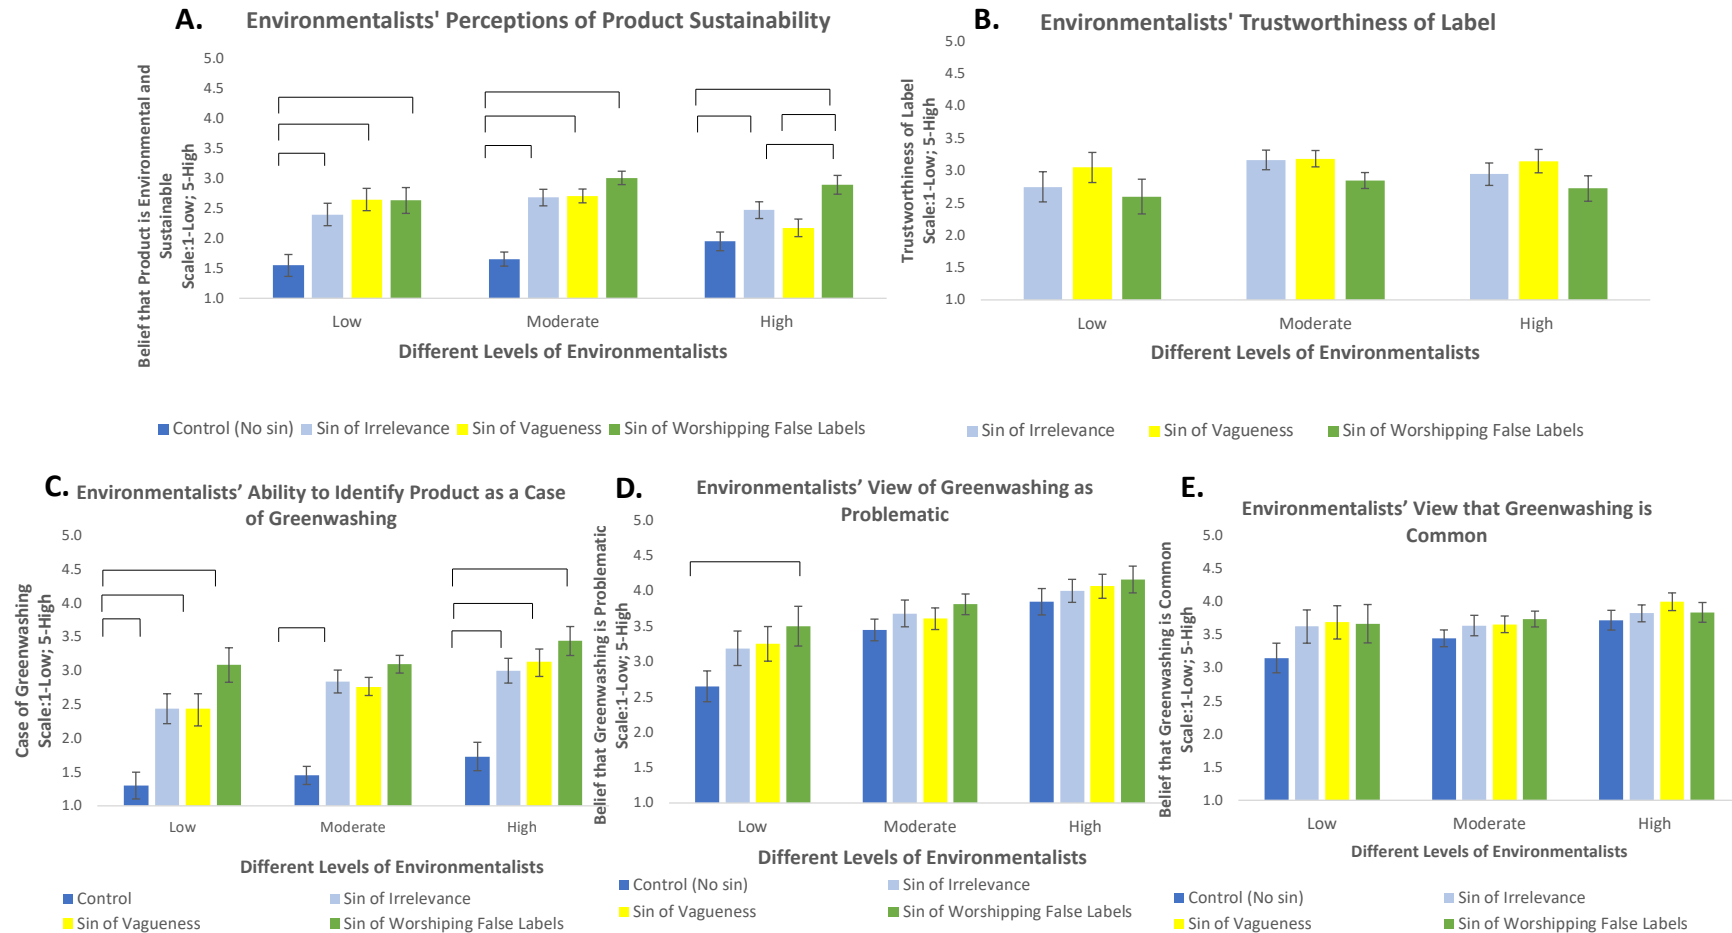 A.
Environmentalists' Perceptions of Product Sustainability
Belief that Product is Environmental and
Sustainable
Scale:1-Low; 5-High
5.0
4.5
4.0
3.5
3.0
2.5
2.0
1.5
1.0
Low
Moderate
High
Different Levels of Environmentalists
Control (No sin)
Sin of Irrelevance
Sin of Vagueness
Sin of Worshipping False Labels
B.
Environmentalists' Trustworthiness of Label
Trustworthiness of Label
Scale:1-Low; 5-High
5.0
4.5
4.0
3.5
3.0
2.5
2.0
1.5
1.0
Low
Moderate
High
Different Levels of Environmentalists
Sin of Irrelevance
Sin of Vagueness
Sin of Worshipping False Labels
C.
Environmentalists’ Ability to Identify Product as a Case
of Greenwashing
Case of Greenwashing
Scale:1-Low; 5-High
5.0
4.5
4.0
3.5
3.0
2.5
2.0
1.5
1.0
Low
Moderate
High
Different Levels of Environmentalists
Control
Sin of Irrelevance
Sin of Vagueness
Sin of Worshiping False Labels
D.
Environmentalists’ View of Greenwashing as
Problematic
Belief that Greenwashing is Problematic
Scale:1-Low; 5-High
5.0
4.5
4.0
3.5
3.0
2.5
2.0
1.5
1.0
Low
Moderate
High
Different Levels of Environmentalists
Control (No sin)
Sin of Irrelevance
Sin of Vagueness
Sin of Worshipping False Labels
E.
Environmentalists’ View that Greenwashing is
Common
Belief that Greenwashing is Common
Scale:1-Low; 5-High
5.0
4.5
4.0
3.5
3.0
2.5
2.0
1.5
1.0
Low
Moderate
High
Different Levels of Environmentalists
Control (No sin)
Sin of Irrelevance
Sin of Vagueness
Sin of Worshipping False Labels